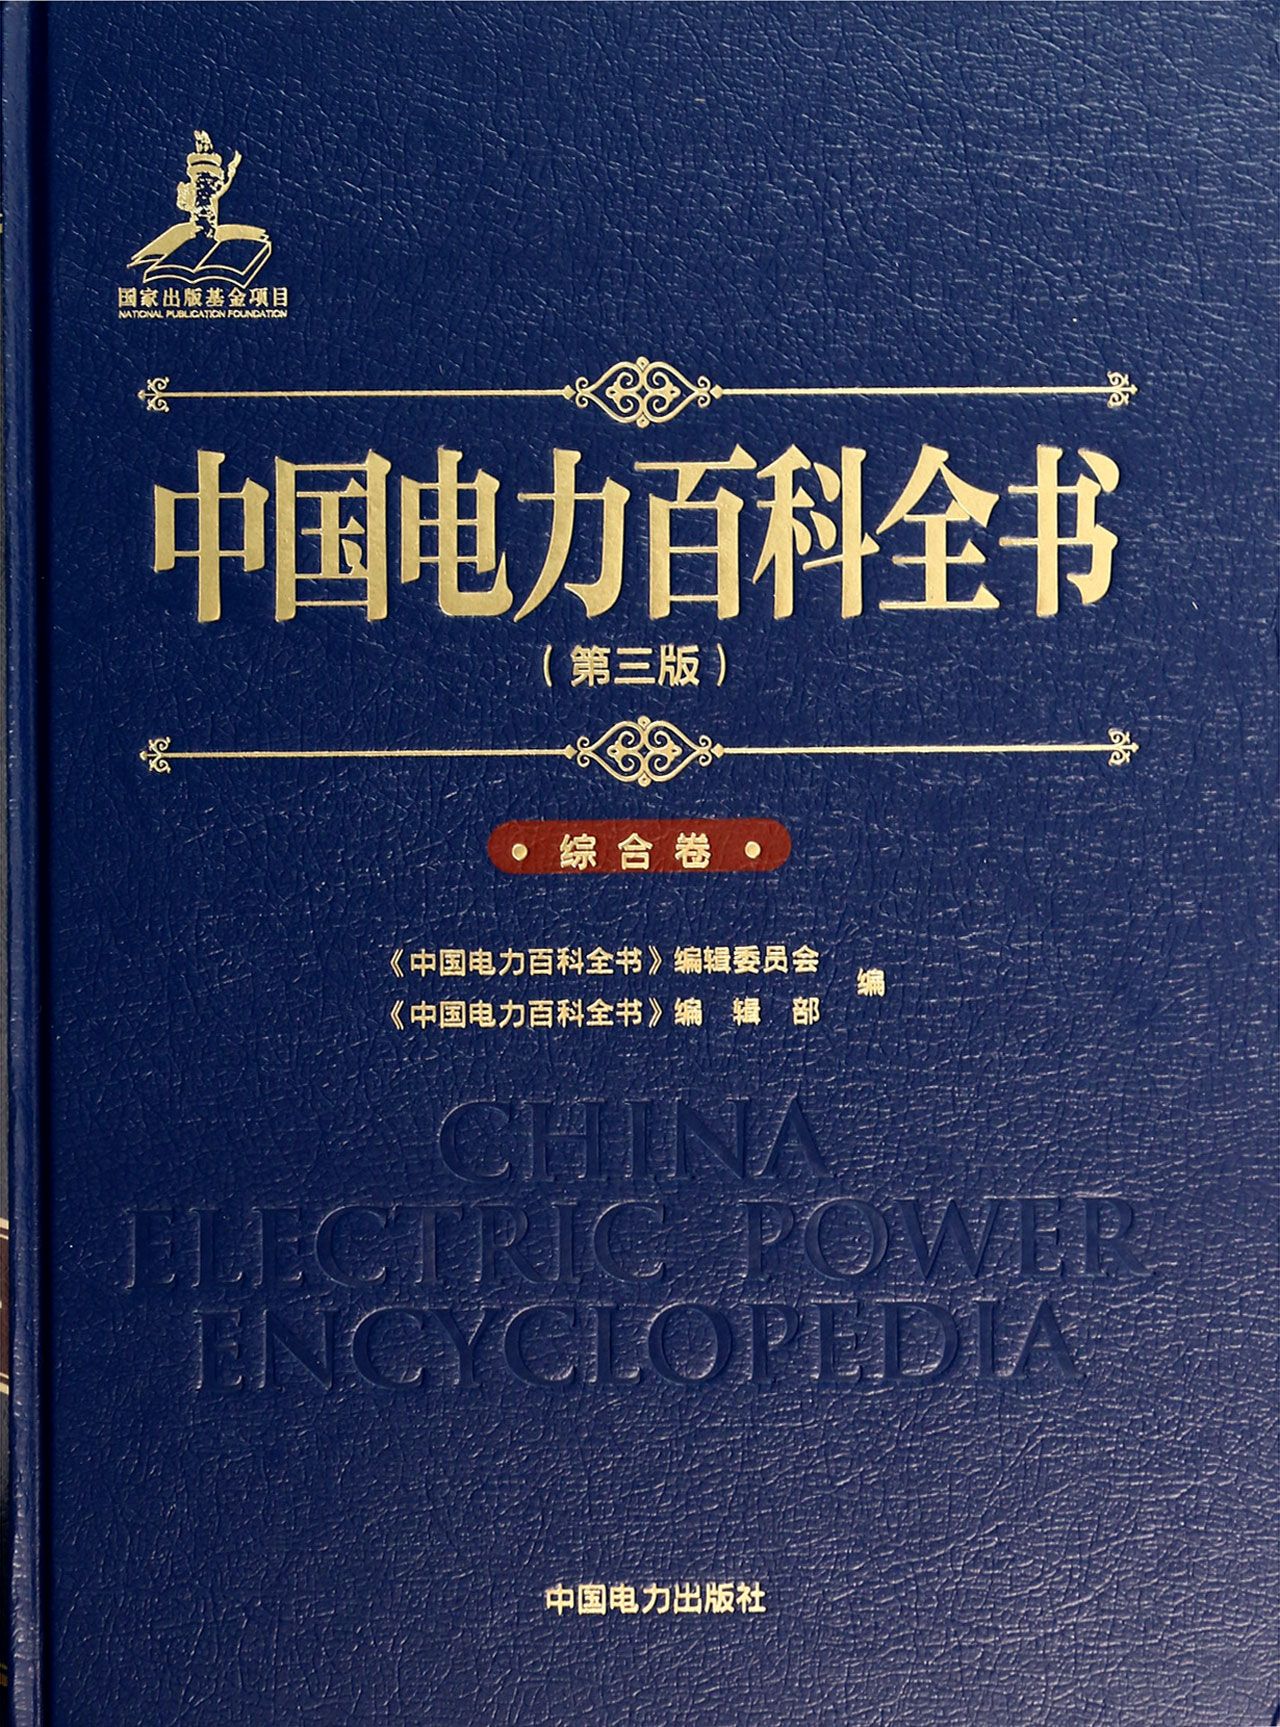 国家出版基金项目
NATIONAL PUBLICATION FOUNDATION
中国电力百科全书
（第三版）
·综合卷·
《中国电力百科全书》编辑委员会
《中国电力百科全书》编 辑 部
编
CHINA
ELECTRIC POWER
ENCYCLOPEDIA
中国电力出版社